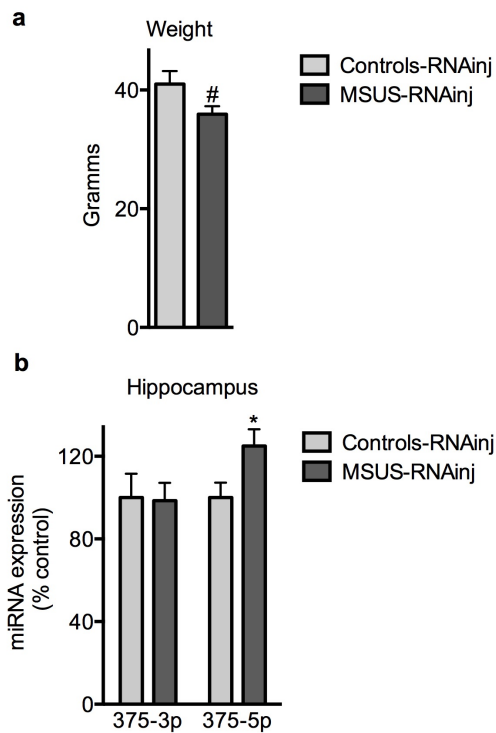 a
Weight
Controls-RNAinj
MSUS-RNAinj
Gramms
40
20
0
#
b
Hippocampus
Controls-RNAinj
MSUS-RNAinj
miRNA expression
(% control)
120
80
40
0
*
375-3p 375-5p